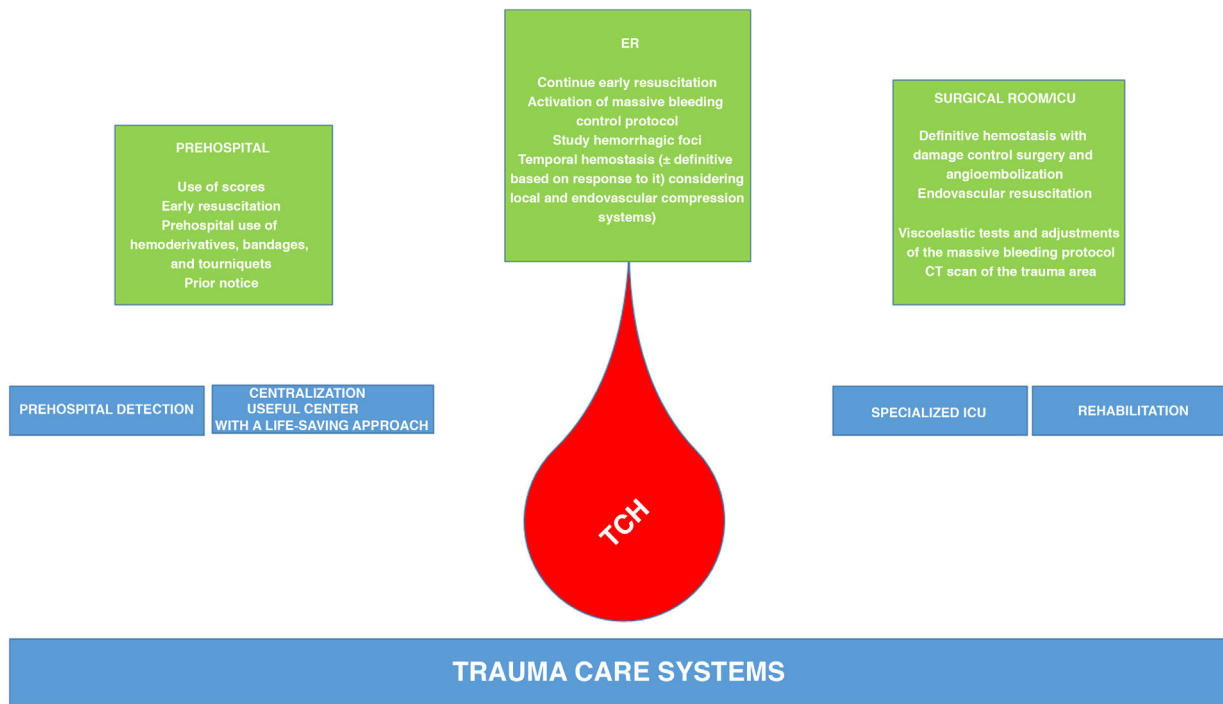 PREHOSPITAL
Use of scores
Early resuscitation
Prehospital use of
hemoderivatives, bandages,
and tourniquets
Prior notice
ER
Continue early resuscitation
Activation of massive bleeding
control protocol
Study hemorrhagic foci
Temporal hemostasis (± definitive
based on response to it) considering
local and endovascular compression
systems)
SURGICAL ROOM/ICU
Definitive hemostasis with
damage control surgery and
angioembolization
Endovascular resuscitation
Viscoelastic tests and adjustments
of the massive bleeding protocol
CT scan of the trauma area
PREHOSPITAL DETECTION
CENTRALIZATION
USEFUL CENTER
WITH A LIFE-SAVING APPROACH
SPECIALIZED ICU
REHABILITATION
TCH
TRAUMA CARE SYSTEMS